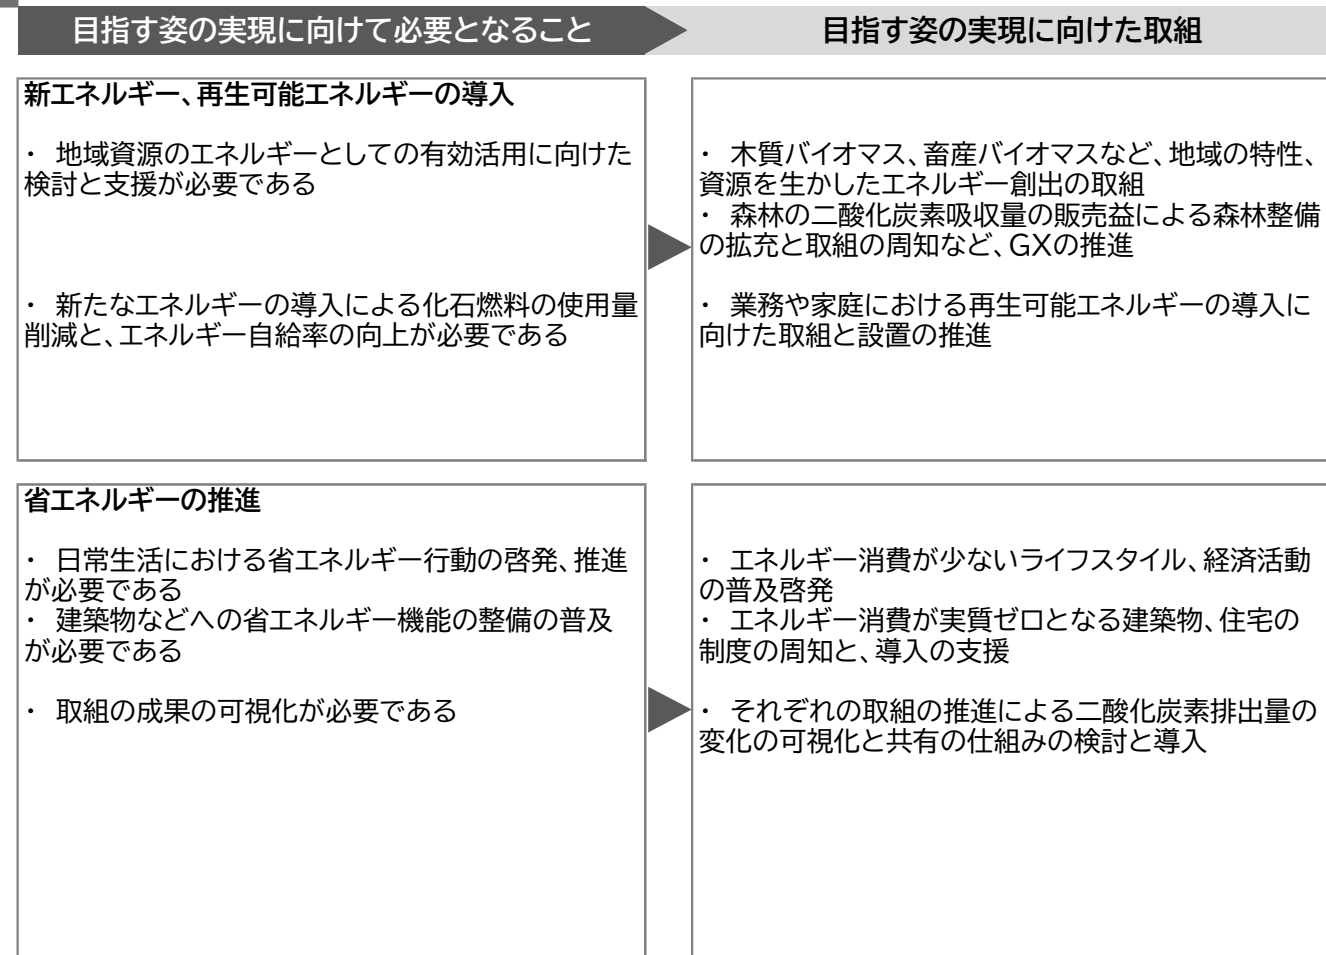 目指す姿の実現に向けて必要となること
目指す姿の実現に向けた取組
新エネルギー、再生可能エネルギーの導入
・ 地域資源のエネルギーとしての有効活用に向けた
検討と支援が必要である
・ 新たなエネルギーの導入による化石燃料の使用量
削減と、エネルギー自給率の向上が必要である
・ 木質バイオマス、畜産バイオマスなど、地域の特性、
資源を生かしたエネルギー創出の取組
・ 森林の二酸化炭素吸収量の販売益による森林整備
の拡充と取組の周知など、GXの推進
・ 業務や家庭における再生可能エネルギーの導入に
向けた取組と設置の推進
省エネルギーの推進
・ 日常生活における省エネルギー行動の啓発、推進
が必要である
・ 建築物などへの省エネルギー機能の整備の普及
が必要である
・ 取組の成果の可視化が必要である
・ エネルギー消費が少ないライフスタイル、経済活動
の普及啓発
・ エネルギー消費が実質ゼロとなる建築物、住宅の
制度の周知と、導入の支援
・ それぞれの取組の推進による二酸化炭素排出量の
変化の可視化と共有の仕組みの検討と導入